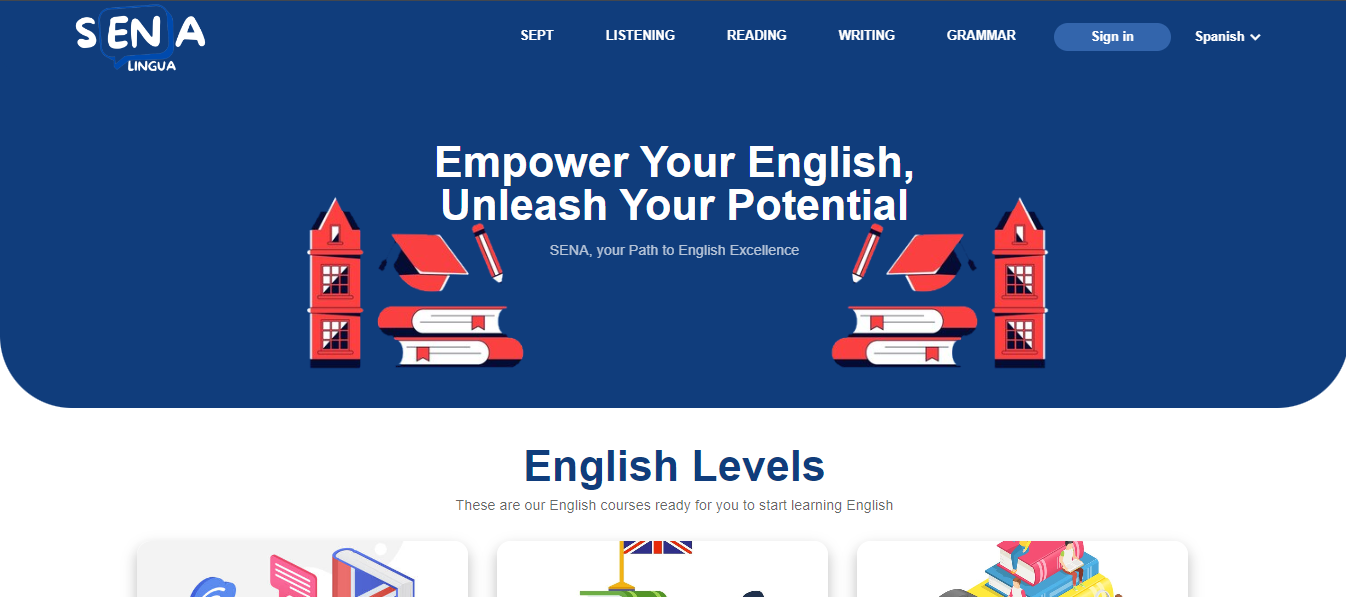 SENA
LINGUA
SEPT LISTENING READING WRITING GRAMMAR Sign in Spanish
Empower Your English,
Unleash Your Potential
SENA, your Path to English Excellence
English Levels
These are our English courses ready for you to start learning English